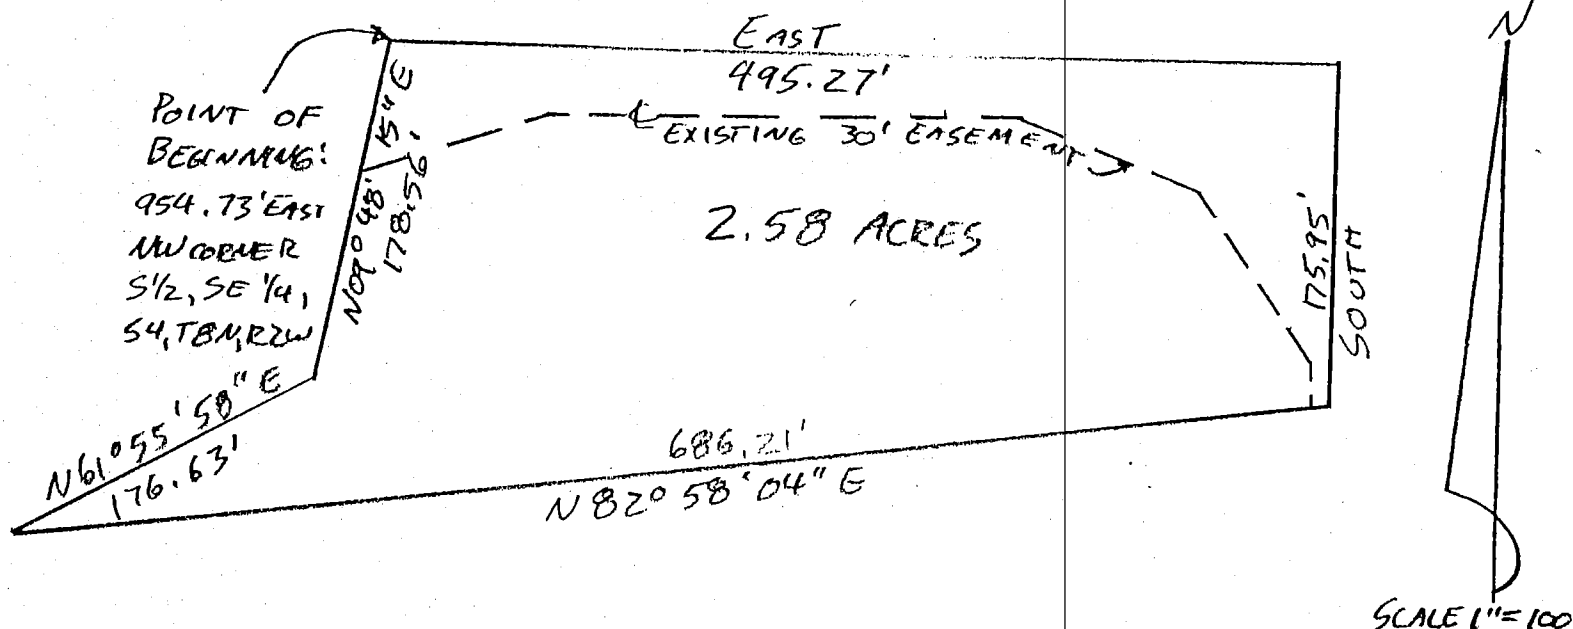 EAST
495.27'
N
POINT OF
BEGINNING:
954.73' EAST
NW CORNER
S1/2, SE 1/4,
S4, T8N, R2W
N09°48'15" E
178.56'
℄ EXISTING 30' EASEMENT
2.58 ACRES
175.95'
SOUTH
N61°55'58" E
176.63'
686.21'
N82°58'04" E
SCALE 1"=100